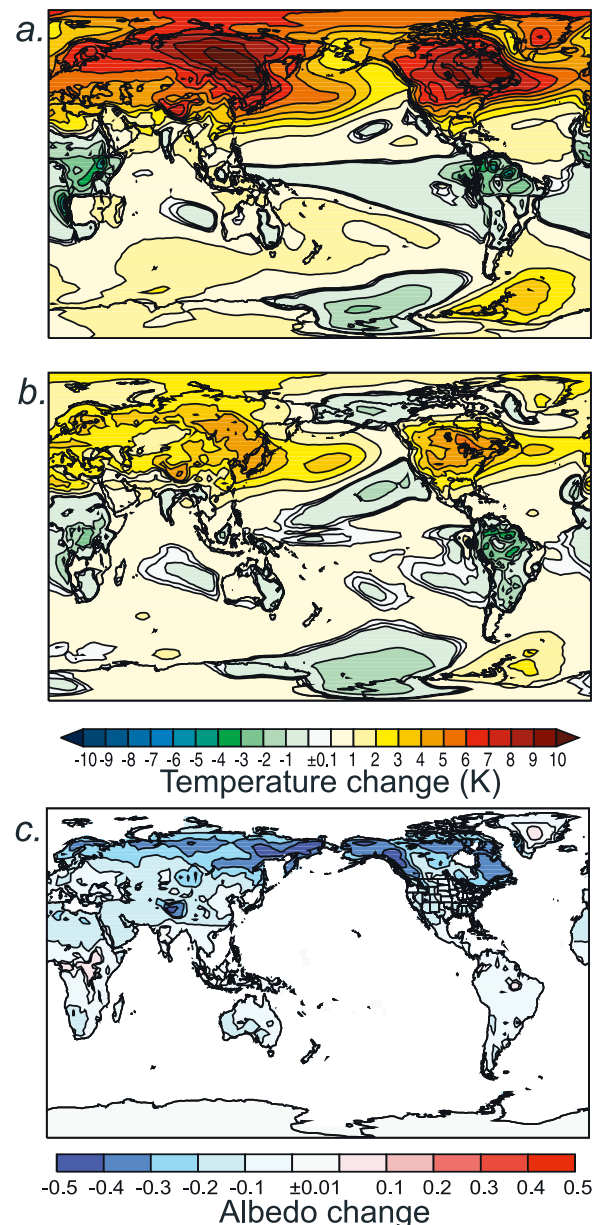 a.
b.
-10 -9 -8 -7 -6 -5 -4 -3 -2 -1 ±0.1 1 2 3 4 5 6 7 8 9 10
Temperature change (K)
c.
-0.5 -0.4 -0.3 -0.2 -0.1 ±0.01 0.1 0.2 0.3 0.4 0.5
Albedo change